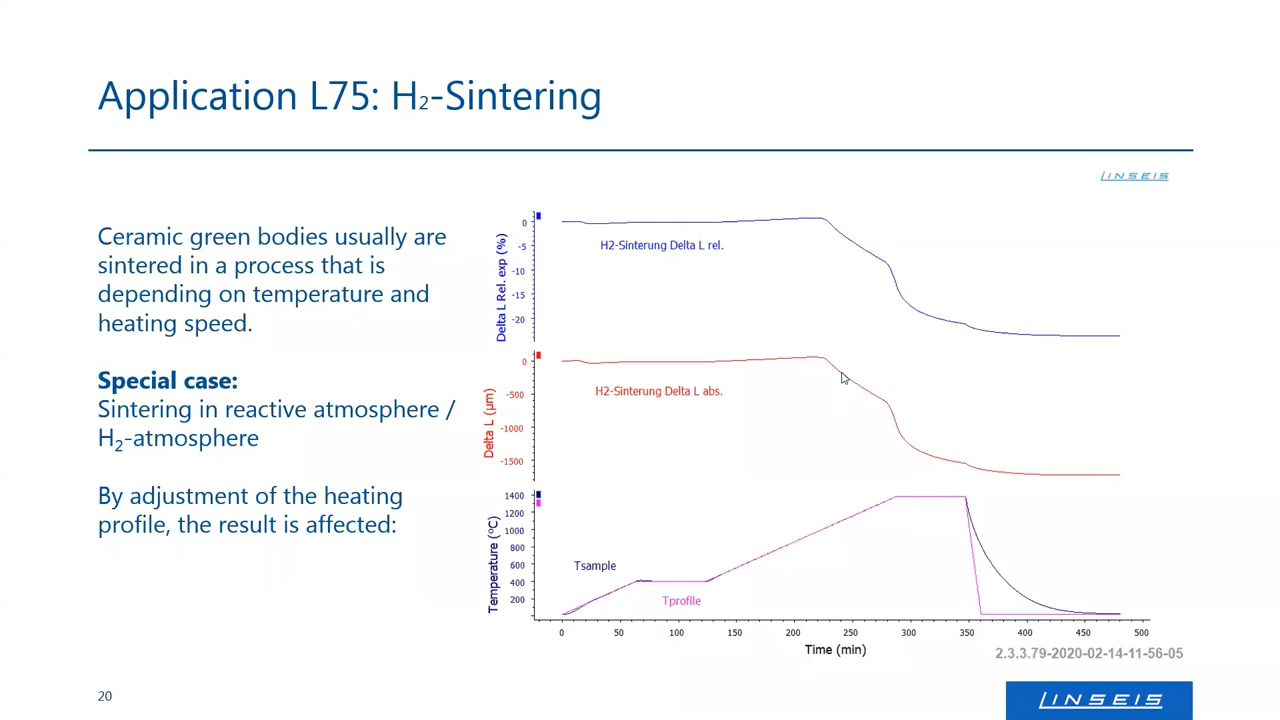 Application L75: H2-Sintering
LINSEIS
Ceramic green bodies usually are
sintered in a process that is
depending on temperature and
heating speed.
Special case:
Sintering in reactive atmosphere /
H2-atmosphere
By adjustment of the heating
profile, the result is affected:
Delta L Rel. exp (%)
0
-5
-10
-15
-20
H2-Sinterung Delta L rel.
Delta L (µm)
0
-500
-1000
-1500
H2-Sinterung Delta L abs.
Temperature (°C)
1400
1200
1000
800
600
400
200
Tsample
Tprofile
0 50 100 150 200 250 300 350 400 450 500
Time (min)
2.3.3.79-2020-02-14-11-56-05
20
LINSEIS